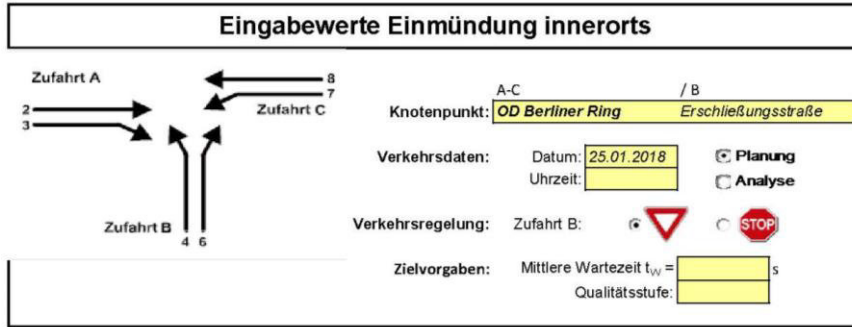 Eingabewerte Einmündung innerorts
Zufahrt A
8
7
Zufahrt C
2
3
Zufahrt B
4 6
A-C / B
Knotenpunkt: OD Berliner Ring Erschließungsstraße
Verkehrsdaten: Datum: 25.01.2018 Planung
Uhrzeit: Analyse
Verkehrsregelung: Zufahrt B: STOP
Zielvorgaben: Mittlere Wartezeit tW = s
Qualitätsstufe: